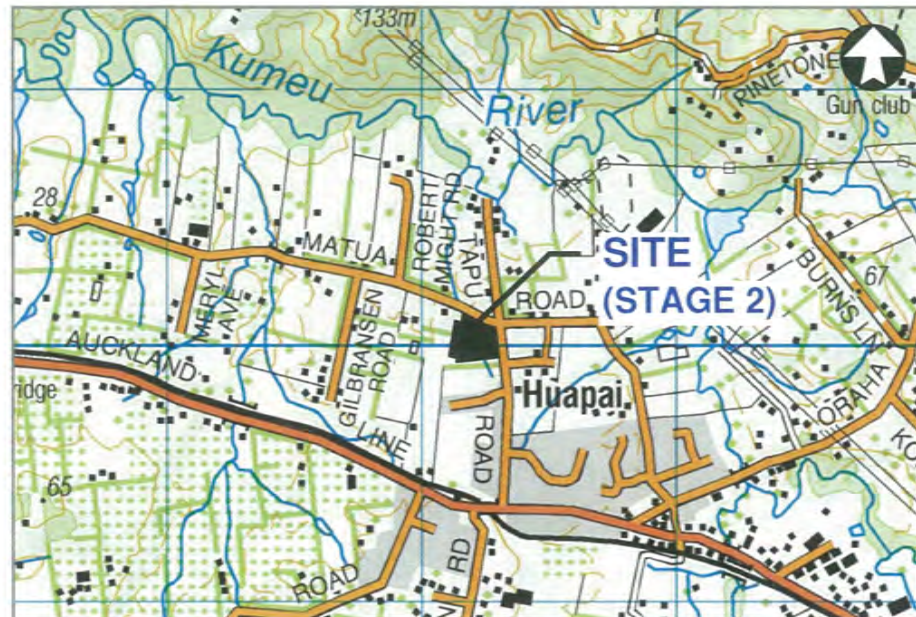 133m
Kumeu
River
PINETONE
Gun club
28
MATUA
ROBERT
MIGHT RD
TAPU
SITE
(STAGE 2)
ROAD
BURNS LN
67
MERYL
AVE
GILBRANSEN
ROAD
AUCKLAND
LINE
ridge
Huapai
ORAHA
KO
ROAD
65
ROAD
RD
N